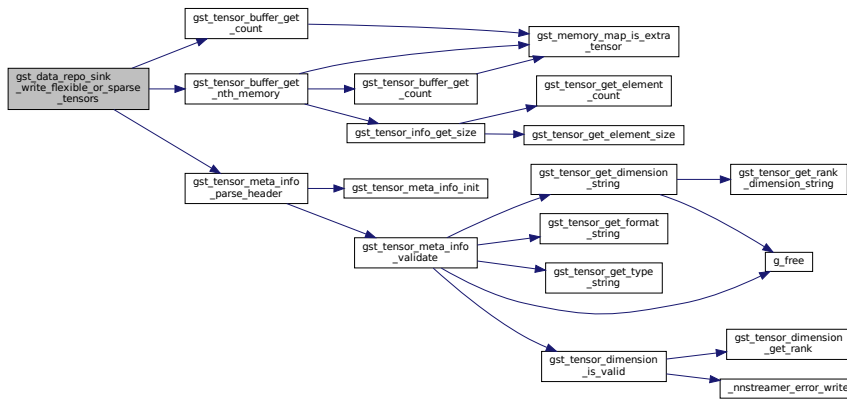 gst_data_repo_sink
_write_flexible_or_sparse
_tensors
gst_tensor_buffer_get
_count
gst_tensor_buffer_get
_nth_memory
gst_tensor_meta_info
_parse_header
gst_memory_map_is_extra
_tensor
gst_tensor_buffer_get
_count
gst_tensor_info_get_size
gst_tensor_get_element
_count
gst_tensor_get_element_size
gst_tensor_meta_info_init
gst_tensor_meta_info
_validate
gst_tensor_get_dimension
_string
gst_tensor_get_format
_string
gst_tensor_get_type
_string
gst_tensor_dimension
_is_valid
gst_tensor_get_rank
_dimension_string
g_free
gst_tensor_dimension
_get_rank
_nnstreamer_error_write